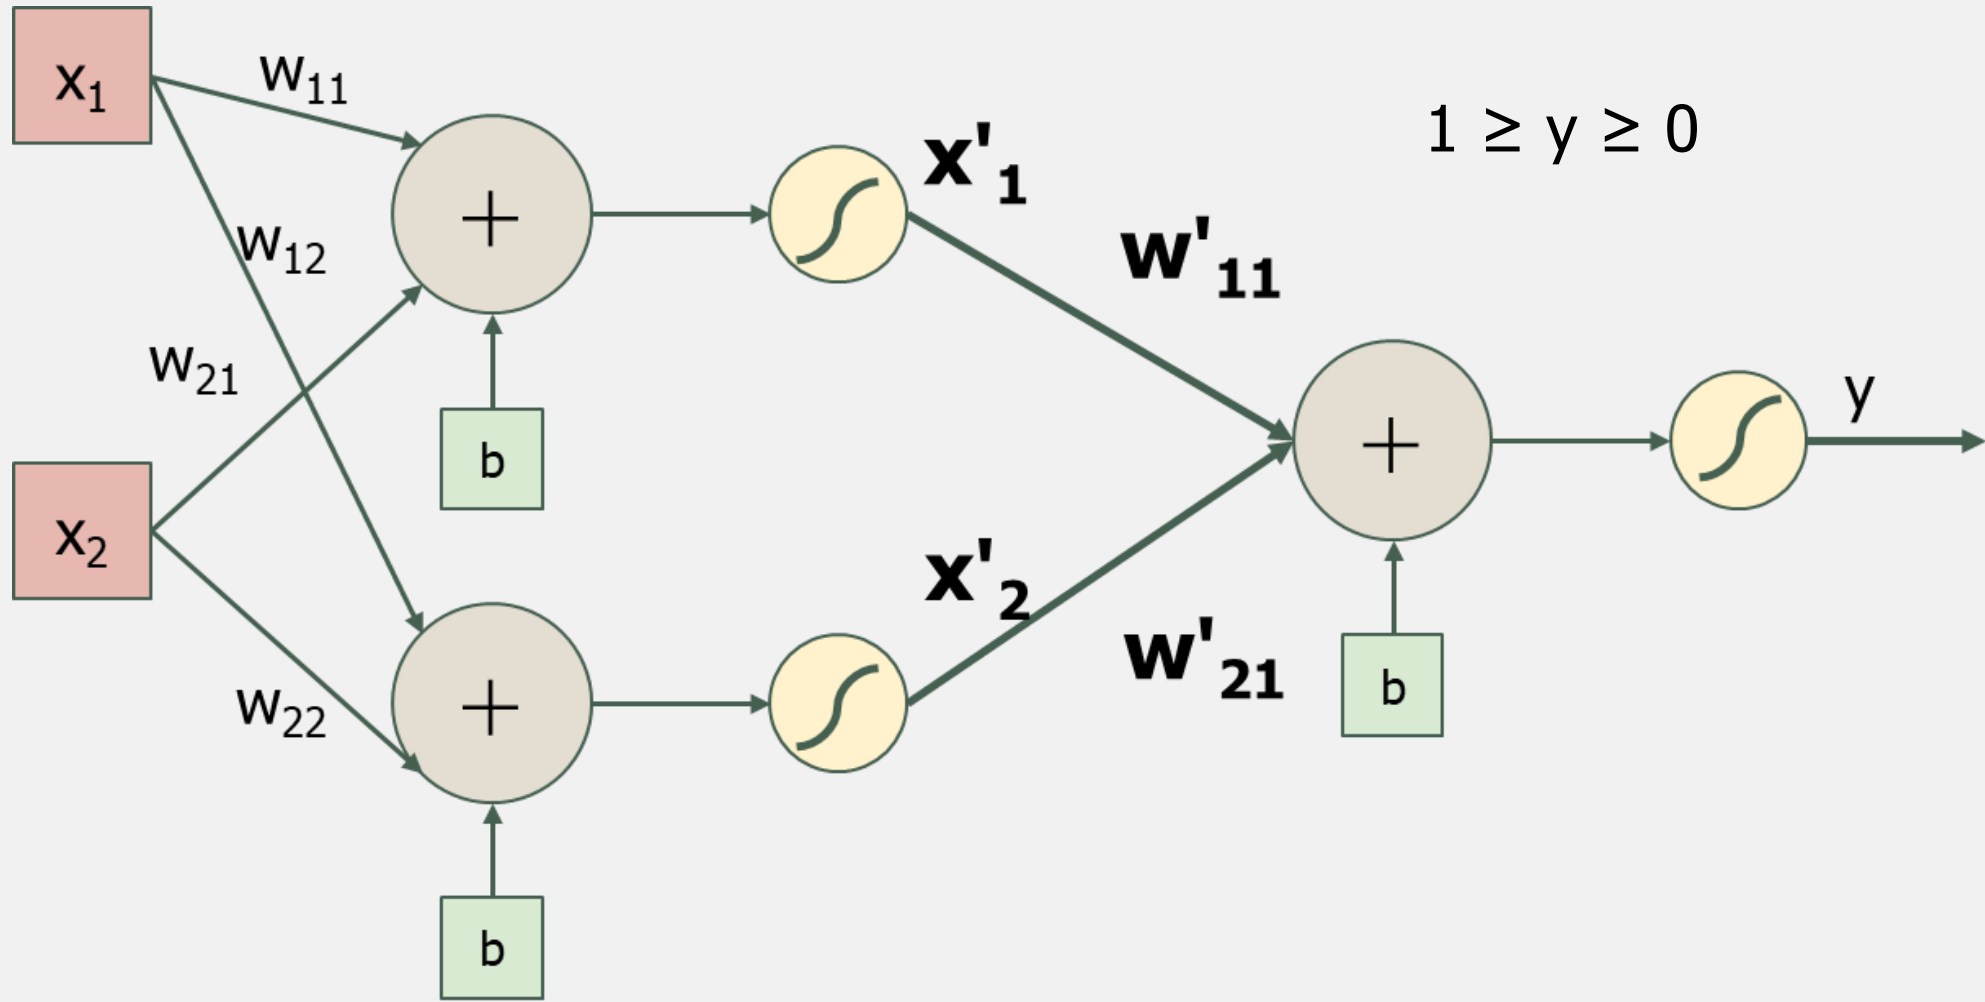 x₁
w₁₁
w₁₂
w₂₁
x₂
w₂₂
+
b
+
b
x'₁
w'₁₁
x'₂
w'₂₁
1 ≥ y ≥ 0
+
b
y